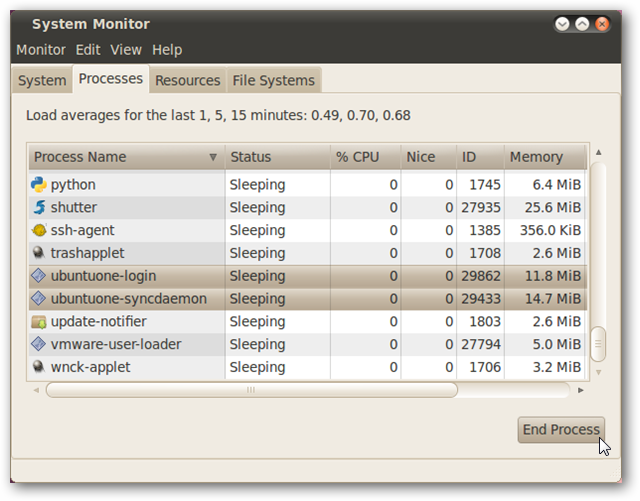 System Monitor
Monitor Edit View Help
System Processes Resources File Systems
Load averages for the last 1, 5, 15 minutes: 0.49, 0.70, 0.68
Process Name Status % CPU Nice ID Memory
python Sleeping 0 0 1745 6.4 MiB
shutter Sleeping 0 0 27935 25.6 MiB
ssh-agent Sleeping 0 0 1385 356.0 KiB
trashapplet Sleeping 0 0 1708 2.6 MiB
ubuntuone-login Sleeping 0 0 29862 11.8 MiB
ubuntuone-syncdaemon Sleeping 0 0 29433 14.7 MiB
update-notifier Sleeping 0 0 1803 2.6 MiB
vmware-user-loader Sleeping 0 0 27794 5.0 MiB
wnck-applet Sleeping 0 0 1706 3.2 MiB
End Process